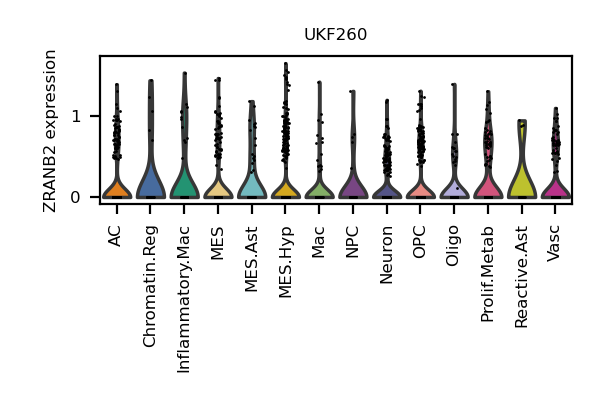 UKF260
ZRANB2 expression
1
0
AC
Chromatin.Reg
Inflammatory.Mac
MES
MES.Ast
MES.Hyp
Mac
NPC
Neuron
OPC
Oligo
Prolif.Metab
Reactive.Ast
Vasc